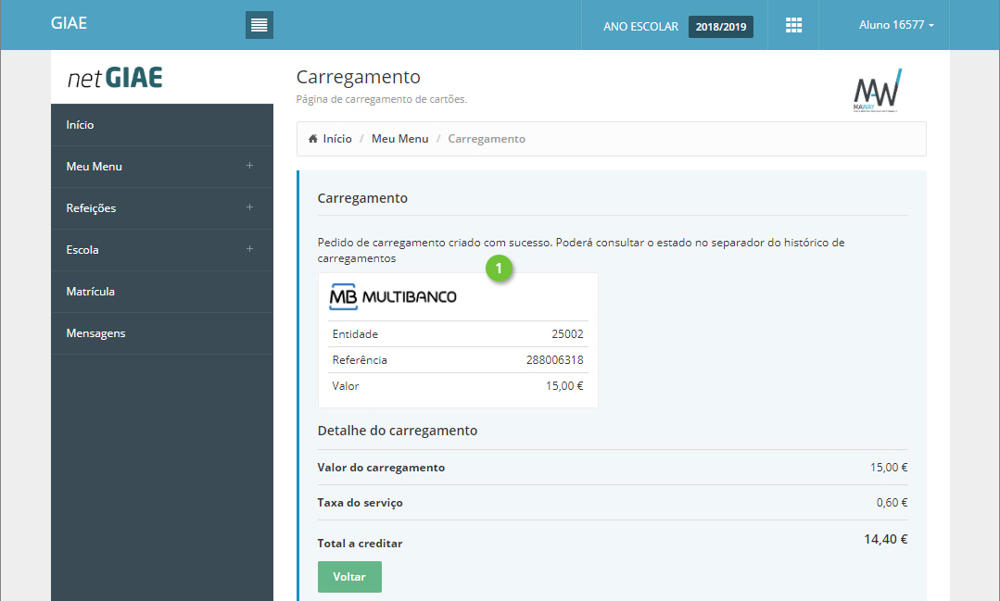 GIAE
ANO ESCOLAR 2018/2019
Aluno 16577
netGIAE
Início
Meu Menu +
Refeições +
Escola +
Matrícula
Mensagens
Carregamento
Página de carregamento de cartões.
MAWAY
Início / Meu Menu / Carregamento
Carregamento
Pedido de carregamento criado com sucesso. Poderá consultar o estado no separador do histórico de
carregamentos
1
MB MULTIBANCO
Entidade 25002
Referência 288006318
Valor 15,00 €
Detalhe do carregamento
Valor do carregamento 15,00 €
Taxa do serviço 0,60 €
Total a creditar 14,40 €
Voltar